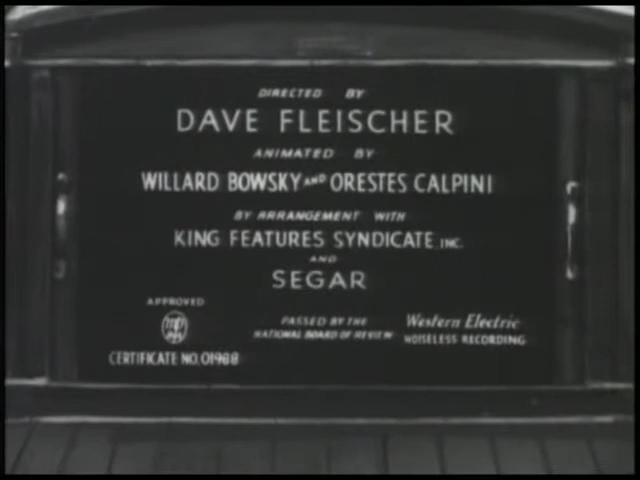 DIRECTED BY
DAVE FLEISCHER
ANIMATED BY
WILLARD BOWSKY AND ORESTES CALPINI
BY ARRANGEMENT WITH
KING FEATURES SYNDICATE, INC.
AND
SEGAR
APPROVED
CERTIFICATE NO. 01988
PASSED BY THE
NATIONAL BOARD OF REVIEW
Western Electric
NOISELESS RECORDING